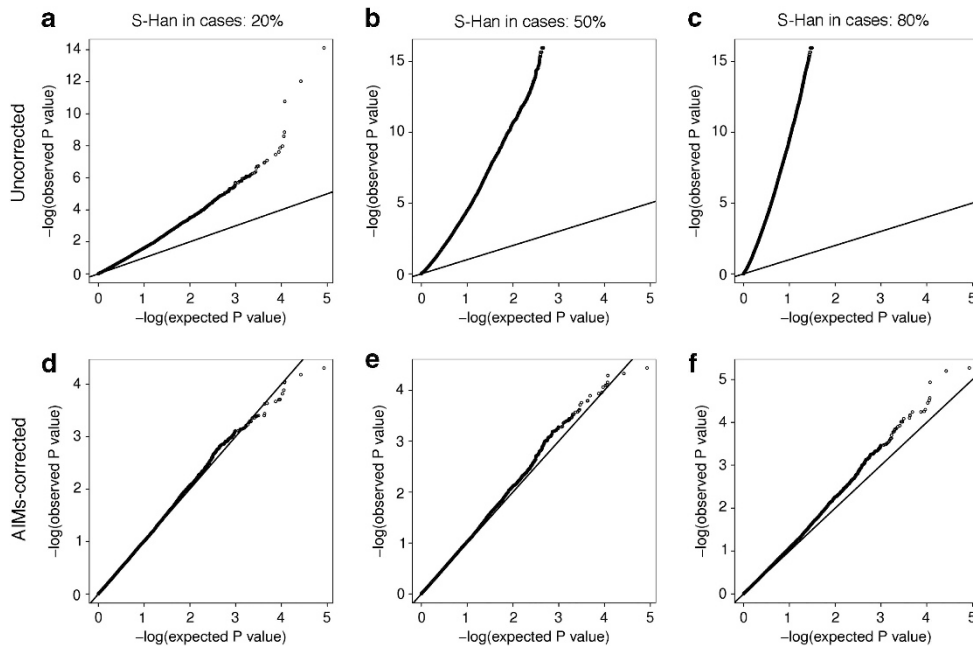 a S-Han in cases: 20%
b S-Han in cases: 50%
c S-Han in cases: 80%
Uncorrected
–log(observed P value)
14
12
10
8
6
4
2
0
0 1 2 3 4 5
–log(expected P value)
–log(observed P value)
15
10
5
0
0 1 2 3 4 5
–log(expected P value)
–log(observed P value)
15
10
5
0
0 1 2 3 4 5
–log(expected P value)
AIMs-corrected
d
–log(observed P value)
4
3
2
1
0
0 1 2 3 4 5
–log(expected P value)
e
–log(observed P value)
4
3
2
1
0
0 1 2 3 4 5
–log(expected P value)
f
–log(observed P value)
5
4
3
2
1
0
0 1 2 3 4 5
–log(expected P value)